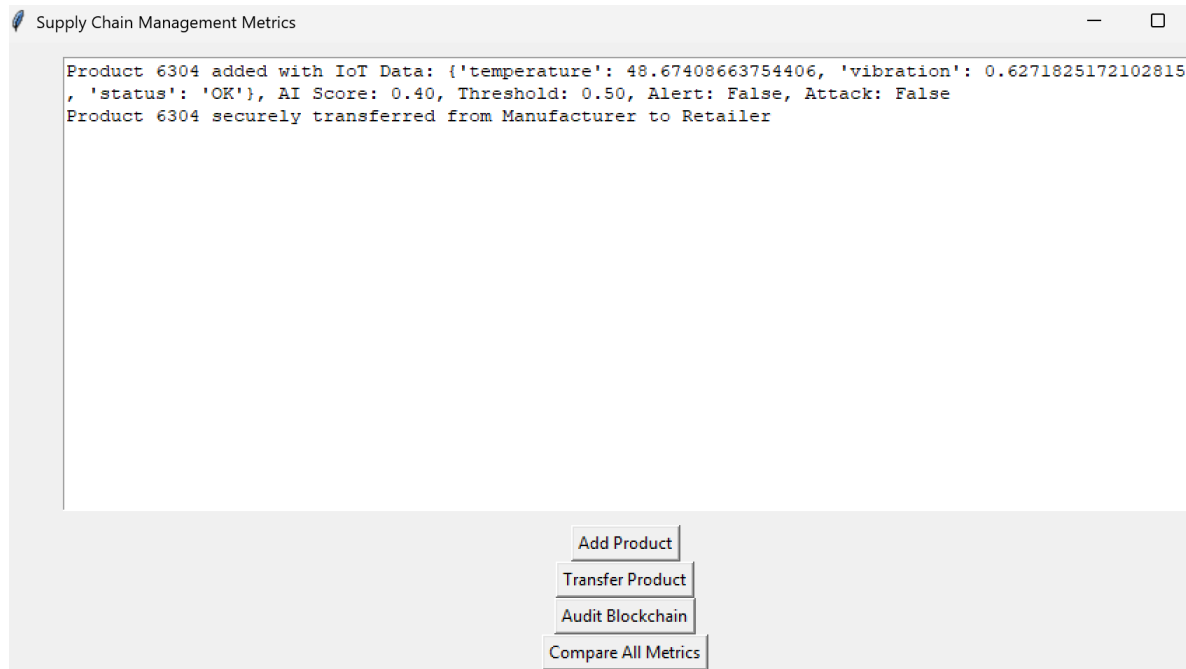 Supply Chain Management Metrics
Product 6304 added with IoT Data: {'temperature': 48.67408663754406, 'vibration': 0.6271825172102815
, 'status': 'OK'}, AI Score: 0.40, Threshold: 0.50, Alert: False, Attack: False
Product 6304 securely transferred from Manufacturer to Retailer
Add Product
Transfer Product
Audit Blockchain
Compare All Metrics